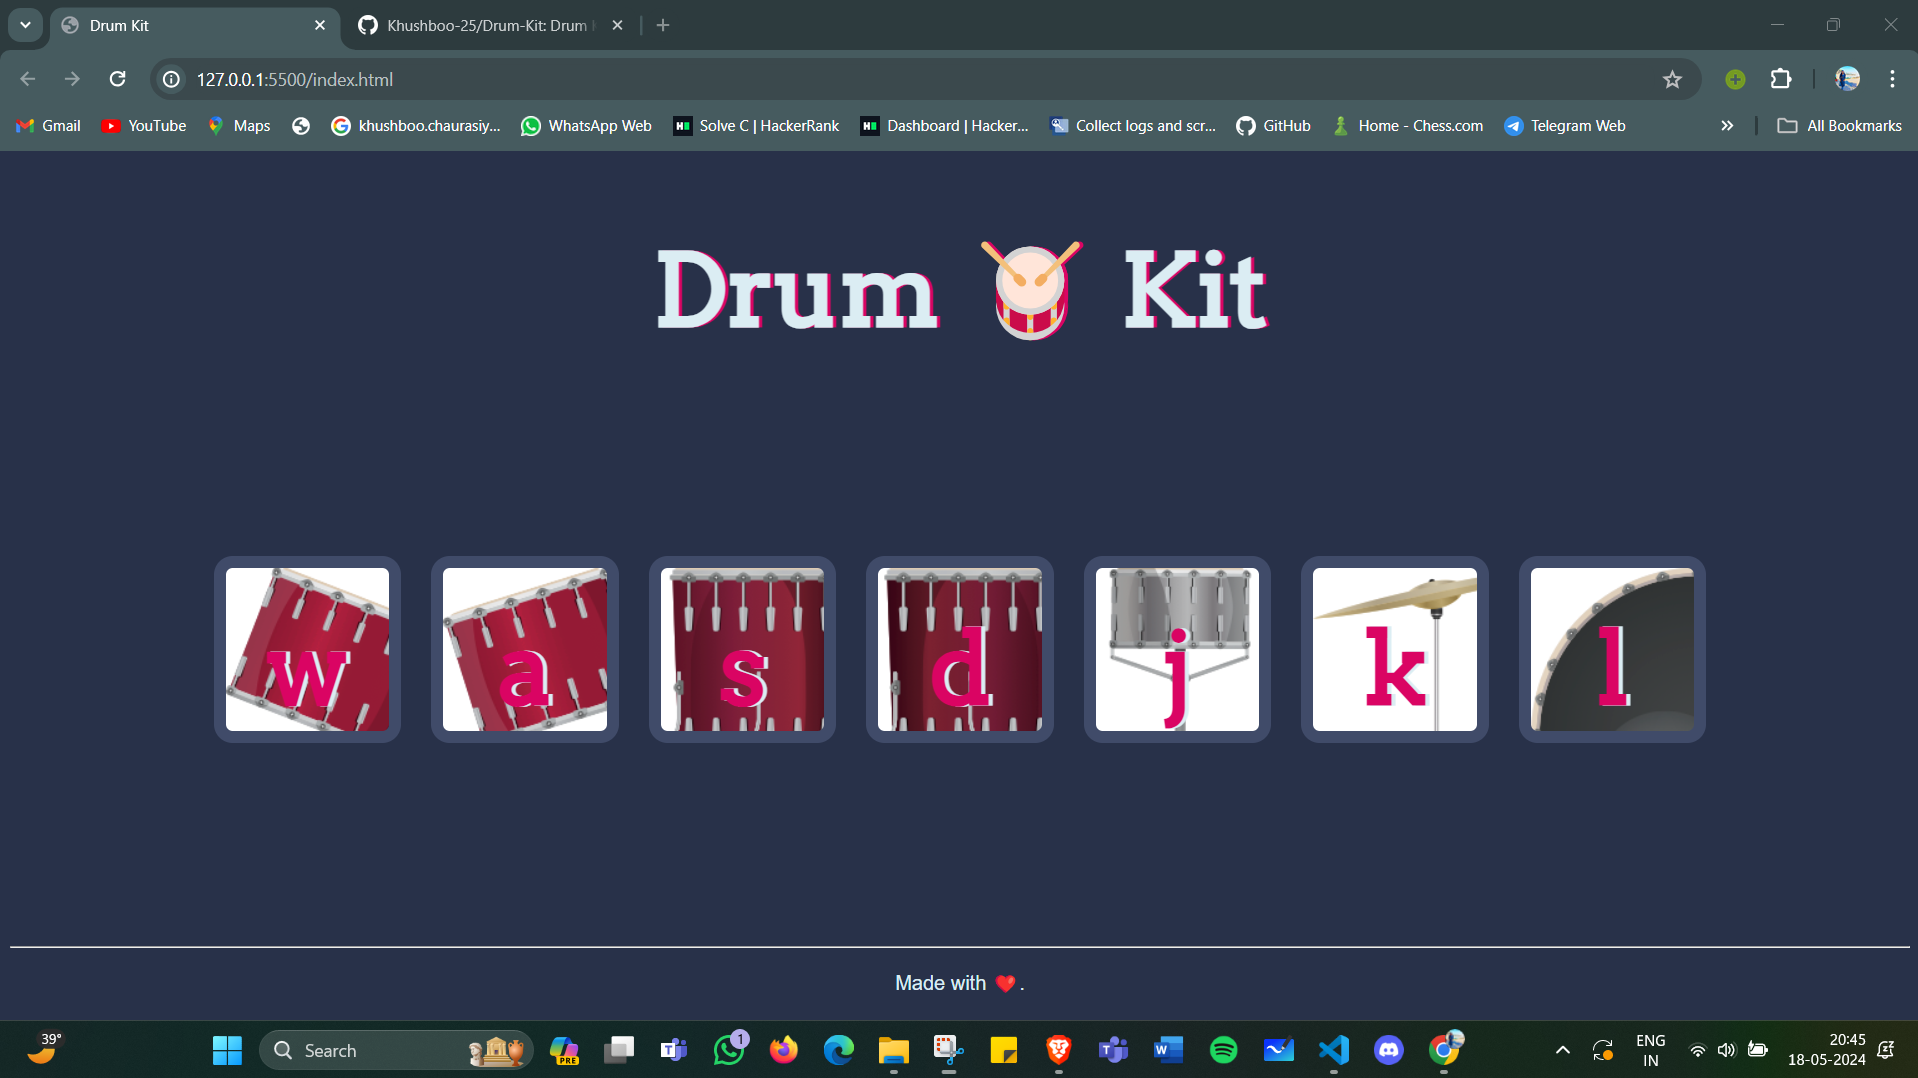 Drum Kit
Khushboo-25/Drum-Kit: Drum
127.0.0.1:5500/index.html
Gmail YouTube Maps khushboo.chaurasiy... WhatsApp Web Solve C | HackerRank Dashboard | Hacker... Collect logs and scr... GitHub Home - Chess.com Telegram Web » All Bookmarks
Drum Kit
w a s d j k l
Made with ❤️.
39°
Search
PRE
1
ENG
IN
20:45
18-05-2024